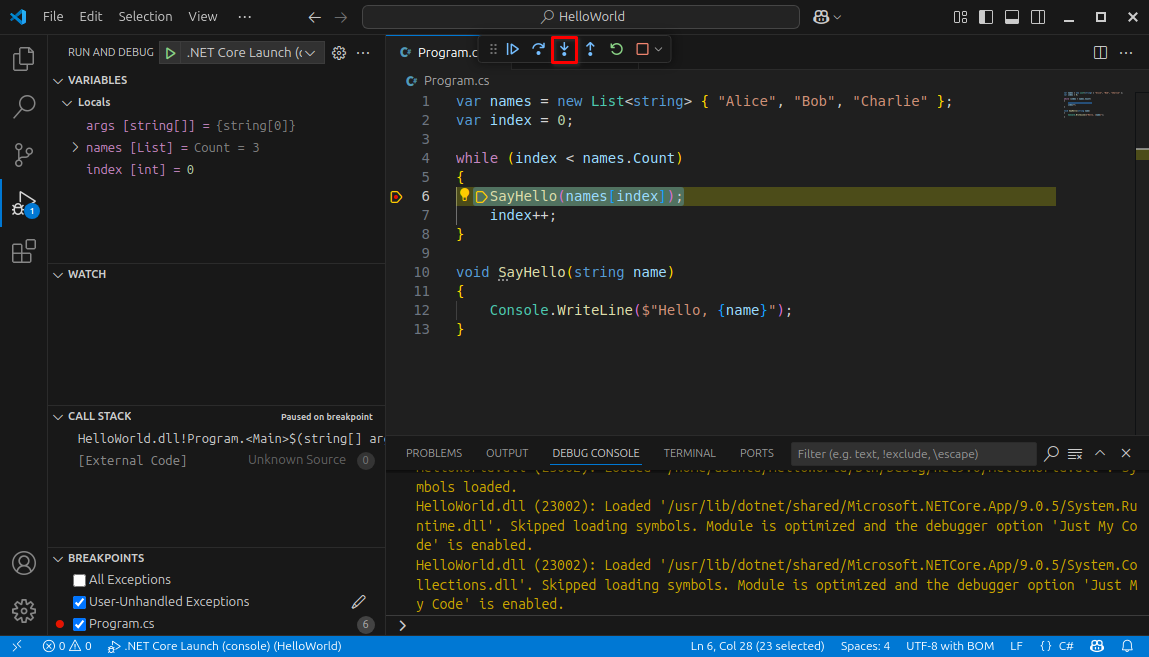 File Edit Selection View ··· HelloWorld
RUN AND DEBUG .NET Core Launch (c ···
VARIABLES
Locals
args [string[]] = {string[0]}
names [List] = Count = 3
index [int] = 0
WATCH
CALL STACK Paused on breakpoint
HelloWorld.dll!Program.<Main>$(string[] ar
[External Code] Unknown Source 0
BREAKPOINTS
All Exceptions
User-Unhandled Exceptions
Program.cs 6
1
Program.c
Program.cs
1 var names = new List<string> { "Alice", "Bob", "Charlie" };
2 var index = 0;
3
4 while (index < names.Count)
5 {
6 SayHello(names[index]);
7 index++;
8 }
9
10 void SayHello(string name)
11 {
12 Console.WriteLine($"Hello, {name}");
13 }
PROBLEMS OUTPUT DEBUG CONSOLE TERMINAL PORTS Filter (e.g. text, !exclude, \escape)
mbols loaded.
HelloWorld.dll (23002): Loaded '/usr/lib/dotnet/shared/Microsoft.NETCore.App/9.0.5/System.Ru
ntime.dll'. Skipped loading symbols. Module is optimized and the debugger option 'Just My Co
de' is enabled.
HelloWorld.dll (23002): Loaded '/usr/lib/dotnet/shared/Microsoft.NETCore.App/9.0.5/System.Co
llections.dll'. Skipped loading symbols. Module is optimized and the debugger option 'Just M
y Code' is enabled.
0 0 .NET Core Launch (console) (HelloWorld) Ln 6, Col 28 (23 selected) Spaces: 4 UTF-8 with BOM LF {} C#